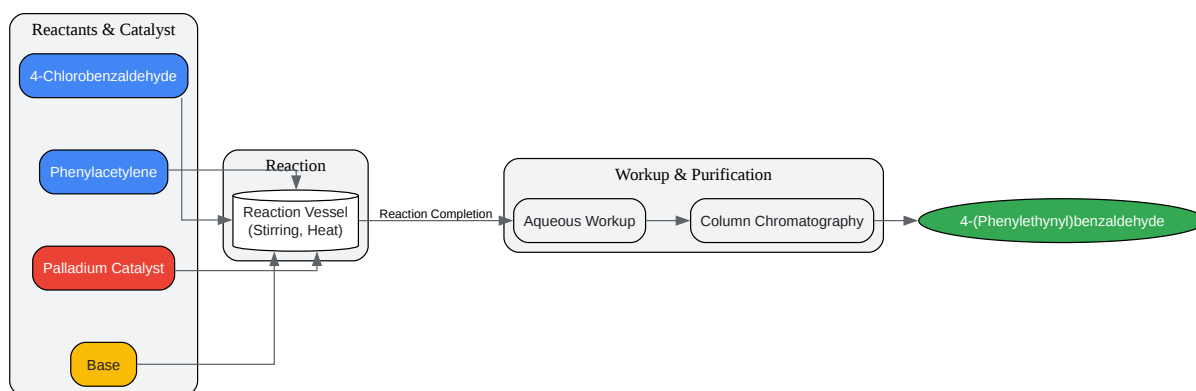 Reactants & Catalyst
4-Chlorobenzaldehyde
Phenylacetylene
Palladium Catalyst
Base
Reaction
Reaction Vessel
(Stirring, Heat)
Reaction Completion
Workup & Purification
Aqueous Workup
Column Chromatography
4-(Phenylethynyl)benzaldehyde